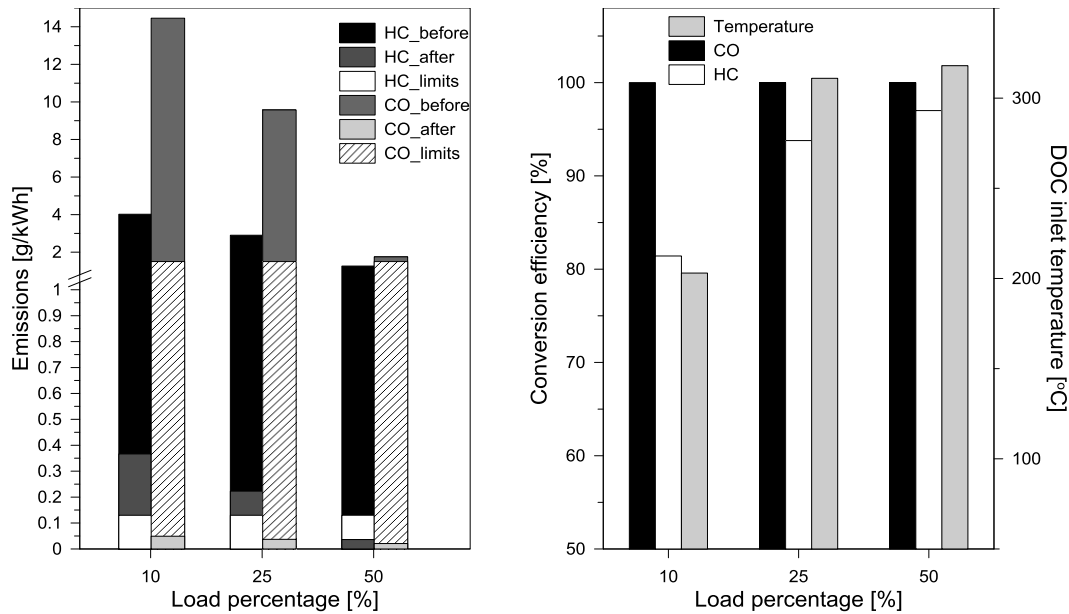 14
12
10
8
6
4
2
1
0.9
0.8
0.7
0.6
0.5
0.4
0.3
0.2
0.1
0
Emissions [g/kWh]
HC_before
HC_after
HC_limits
CO_before
CO_after
CO_limits
10 25 50
Load percentage [%]
100
90
80
70
60
50
Conversion efficiency [%]
Temperature
CO
HC
300
200
100
DOC inlet temperature [°C]
10 25 50
Load percentage [%]